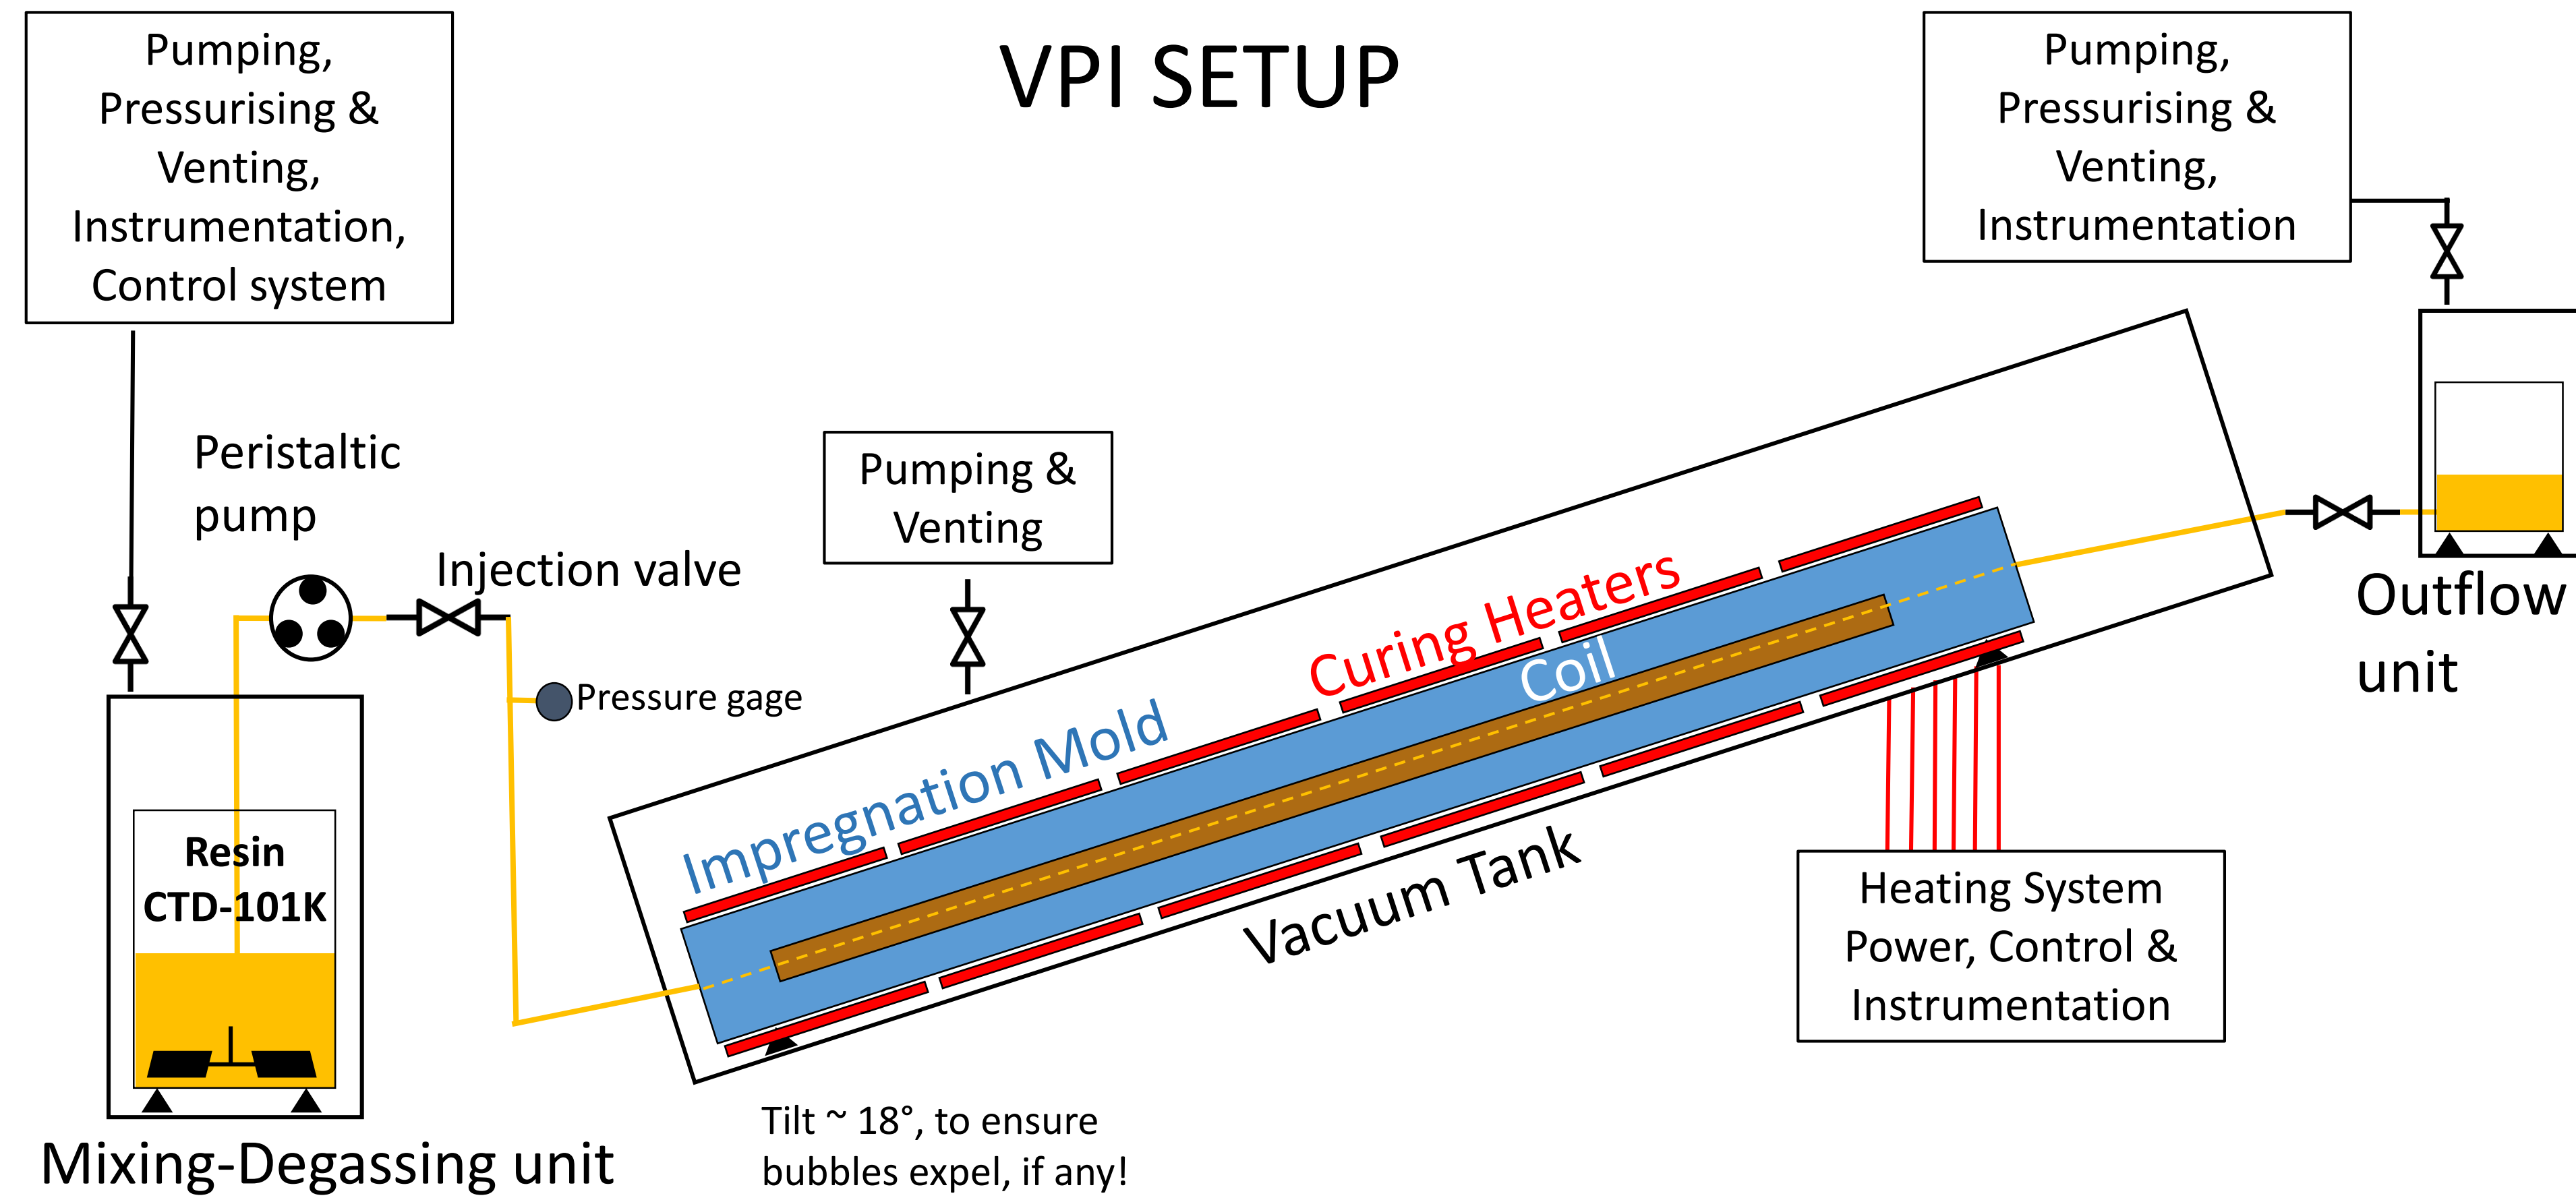 VPI SETUP
Pumping,
Pressurising &
Venting,
Instrumentation,
Control system
Pumping,
Pressurising &
Venting,
Instrumentation
Peristaltic
pump
Injection valve
Pressure gage
Pumping &
Venting
Curing Heaters
Coil
Impregnation Mold
Vacuum Tank
Outflow
unit
Resin
CTD-101K
Heating System
Power, Control &
Instrumentation
Mixing-Degassing unit
Tilt ~ 18°, to ensure
bubbles expel, if any!